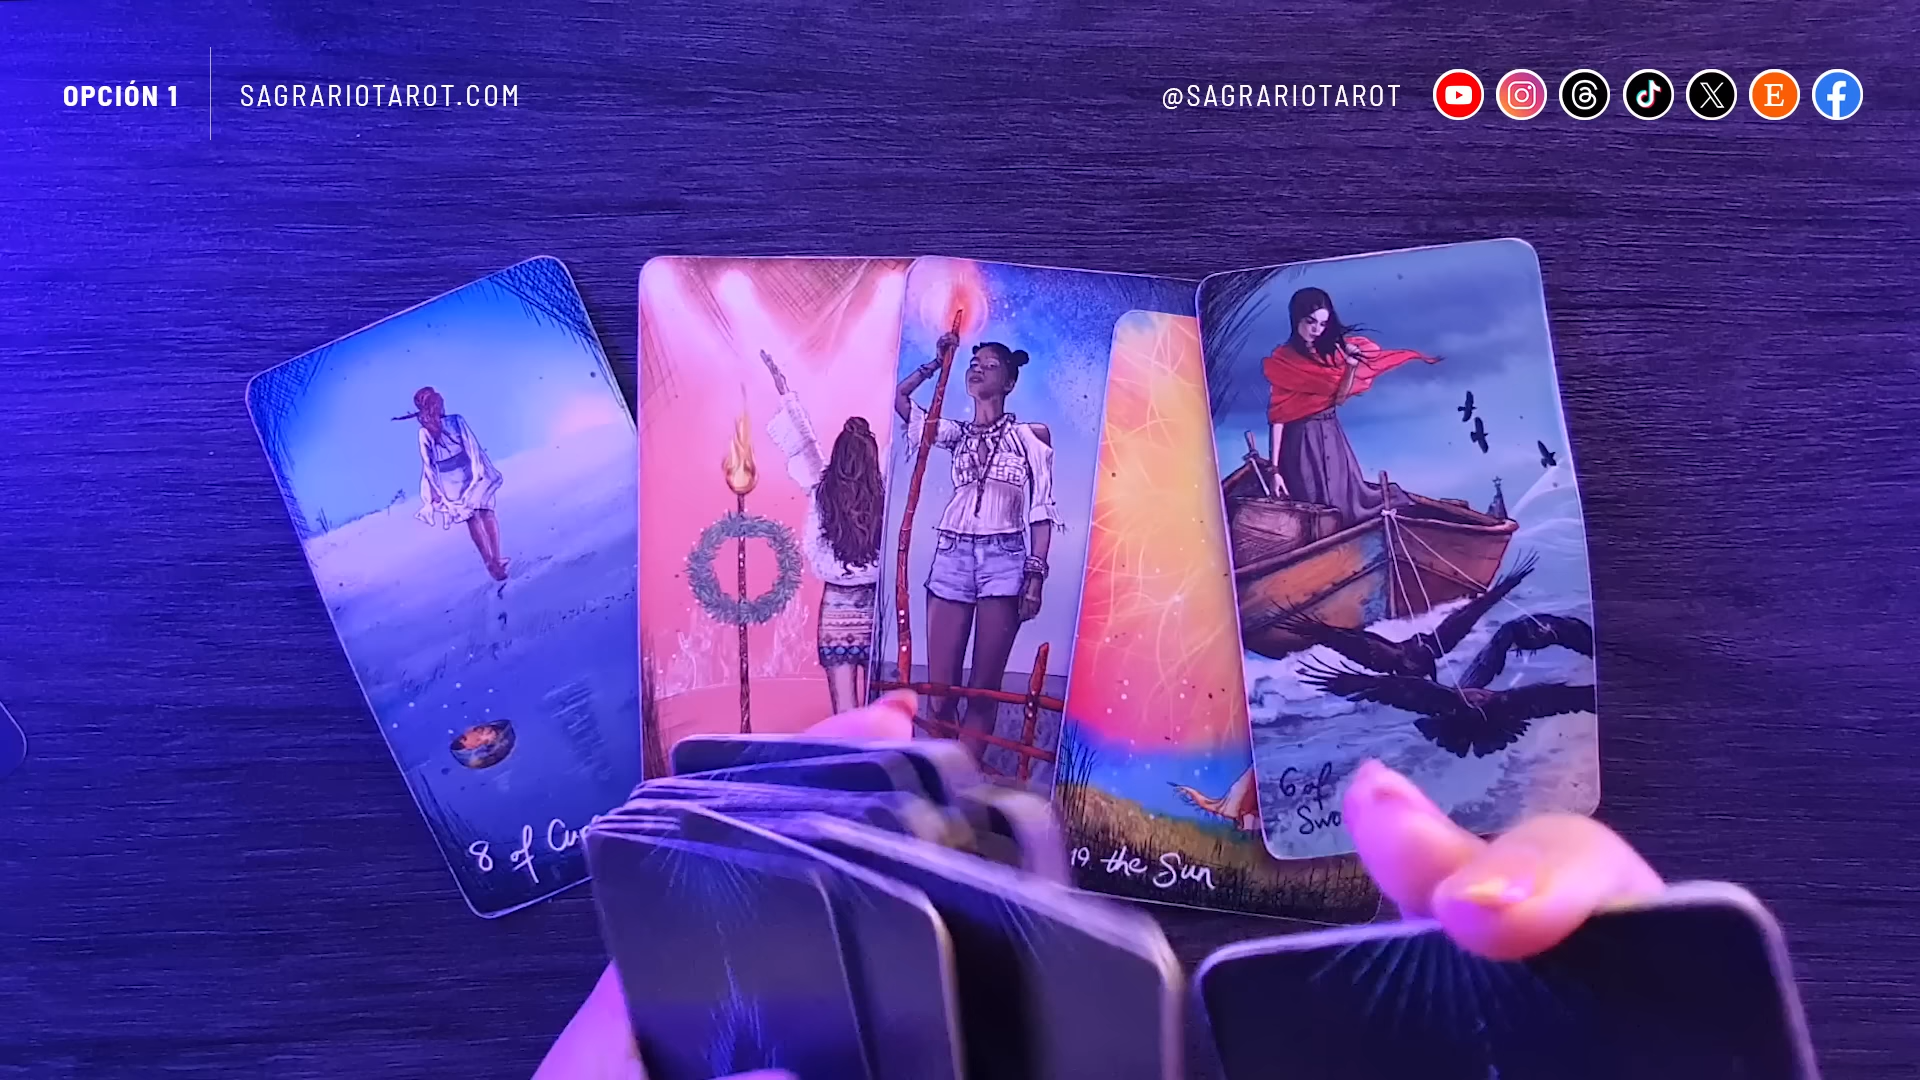 OPCIÓN 1
SAGRARIOTAROT.COM
@SAGRARIOTAROT
E
8 of
19 the Sun
6 of